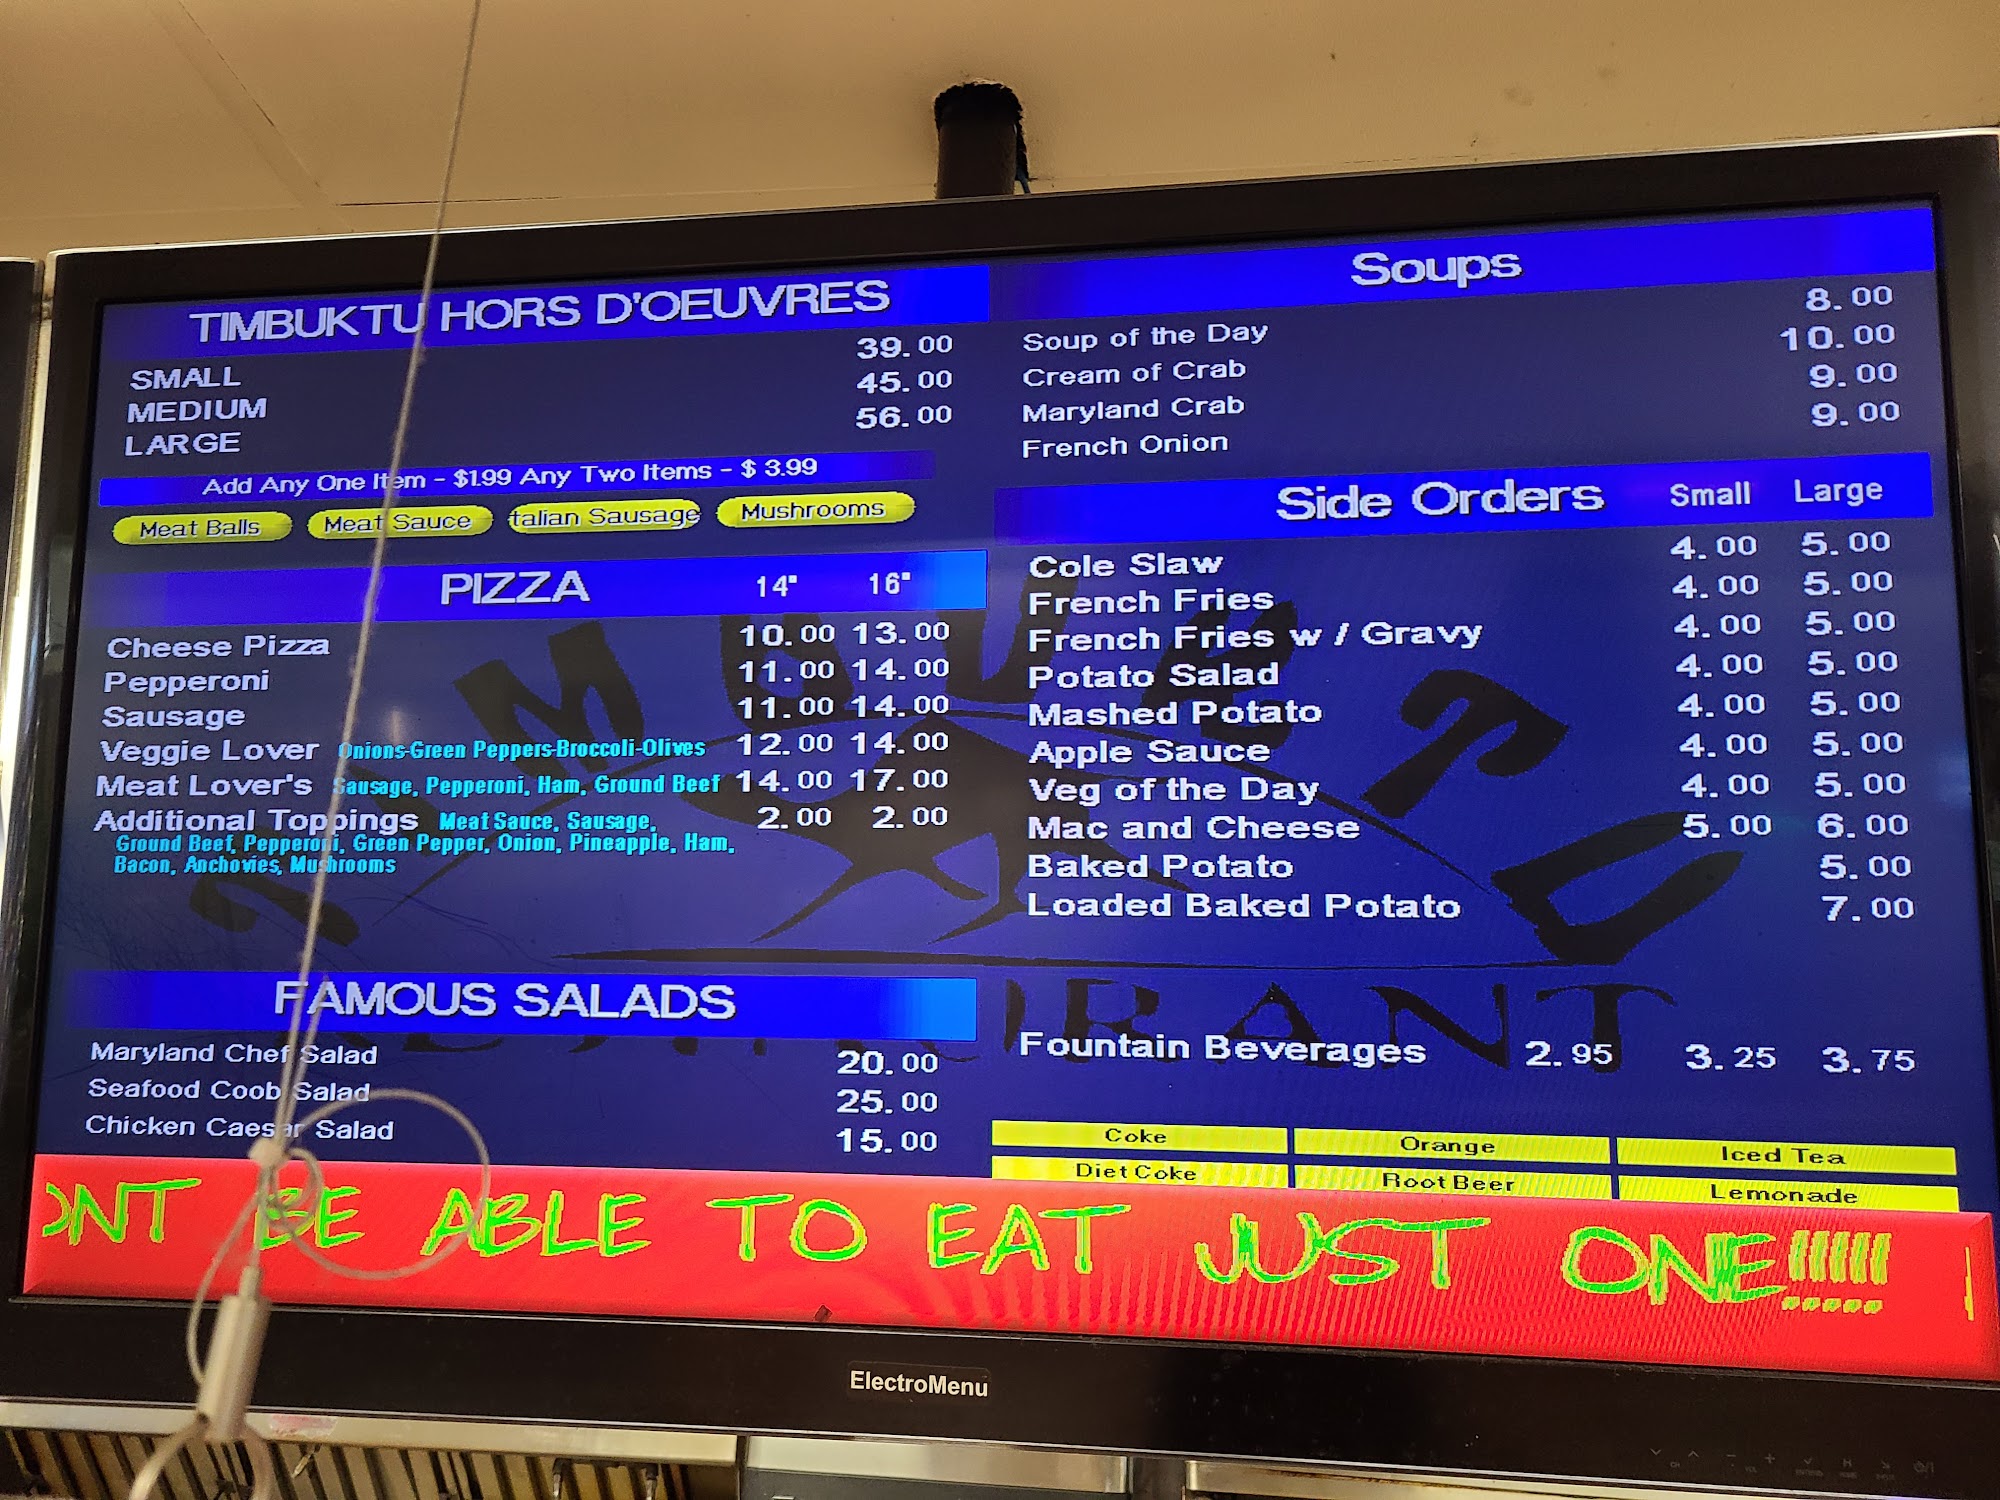 TIMBUKTU HORS D'OEUVRES
SMALL 39.00
MEDIUM 45.00
LARGE 56.00
Add Any One Item - $1.99 Any Two Items - $ 3.99
Meat Balls Meat Sauce talian Sausage Mushrooms
PIZZA 14" 16"
Cheese Pizza 10.00 13.00
Pepperoni 11.00 14.00
Sausage 11.00 14.00
Veggie Lover Onions-Green Peppers-Broccoli-Olives 12.00 14.00
Meat Lover's Sausage, Pepperoni, Ham, Ground Beef 14.00 17.00
Additional Toppings Meat Sauce, Sausage, 2.00 2.00
Ground Beef, Pepperoni, Green Pepper, Onion, Pineapple, Ham,
Bacon, Anchovies, Mushrooms
FAMOUS SALADS
Maryland Chef Salad 20.00
Seafood Coob Salad 25.00
Chicken Caesar Salad 15.00
Soups
Soup of the Day 8.00
Cream of Crab 10.00
Maryland Crab 9.00
French Onion 9.00
Side Orders Small Large
Cole Slaw 4.00 5.00
French Fries 4.00 5.00
French Fries w / Gravy 4.00 5.00
Potato Salad 4.00 5.00
Mashed Potato 4.00 5.00
Apple Sauce 4.00 5.00
Veg of the Day 4.00 5.00
Mac and Cheese 5.00 6.00
Baked Potato 5.00
Loaded Baked Potato 7.00
Fountain Beverages 2.95 3.25 3.75
Coke Orange Iced Tea
Diet Coke Root Beer Lemonade
ONT BE ABLE TO EAT JUST ONE!!!!!
ElectroMenu